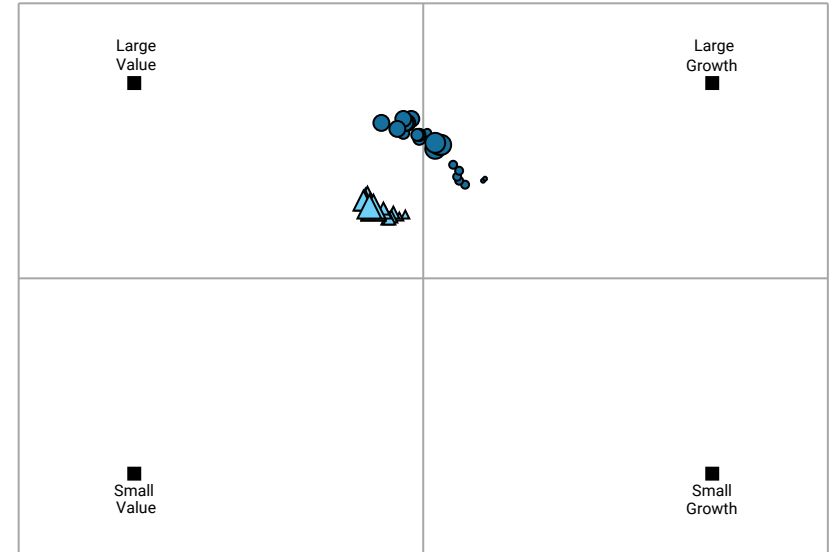 Large
Value
Large
Growth
Small
Value
Small
Growth